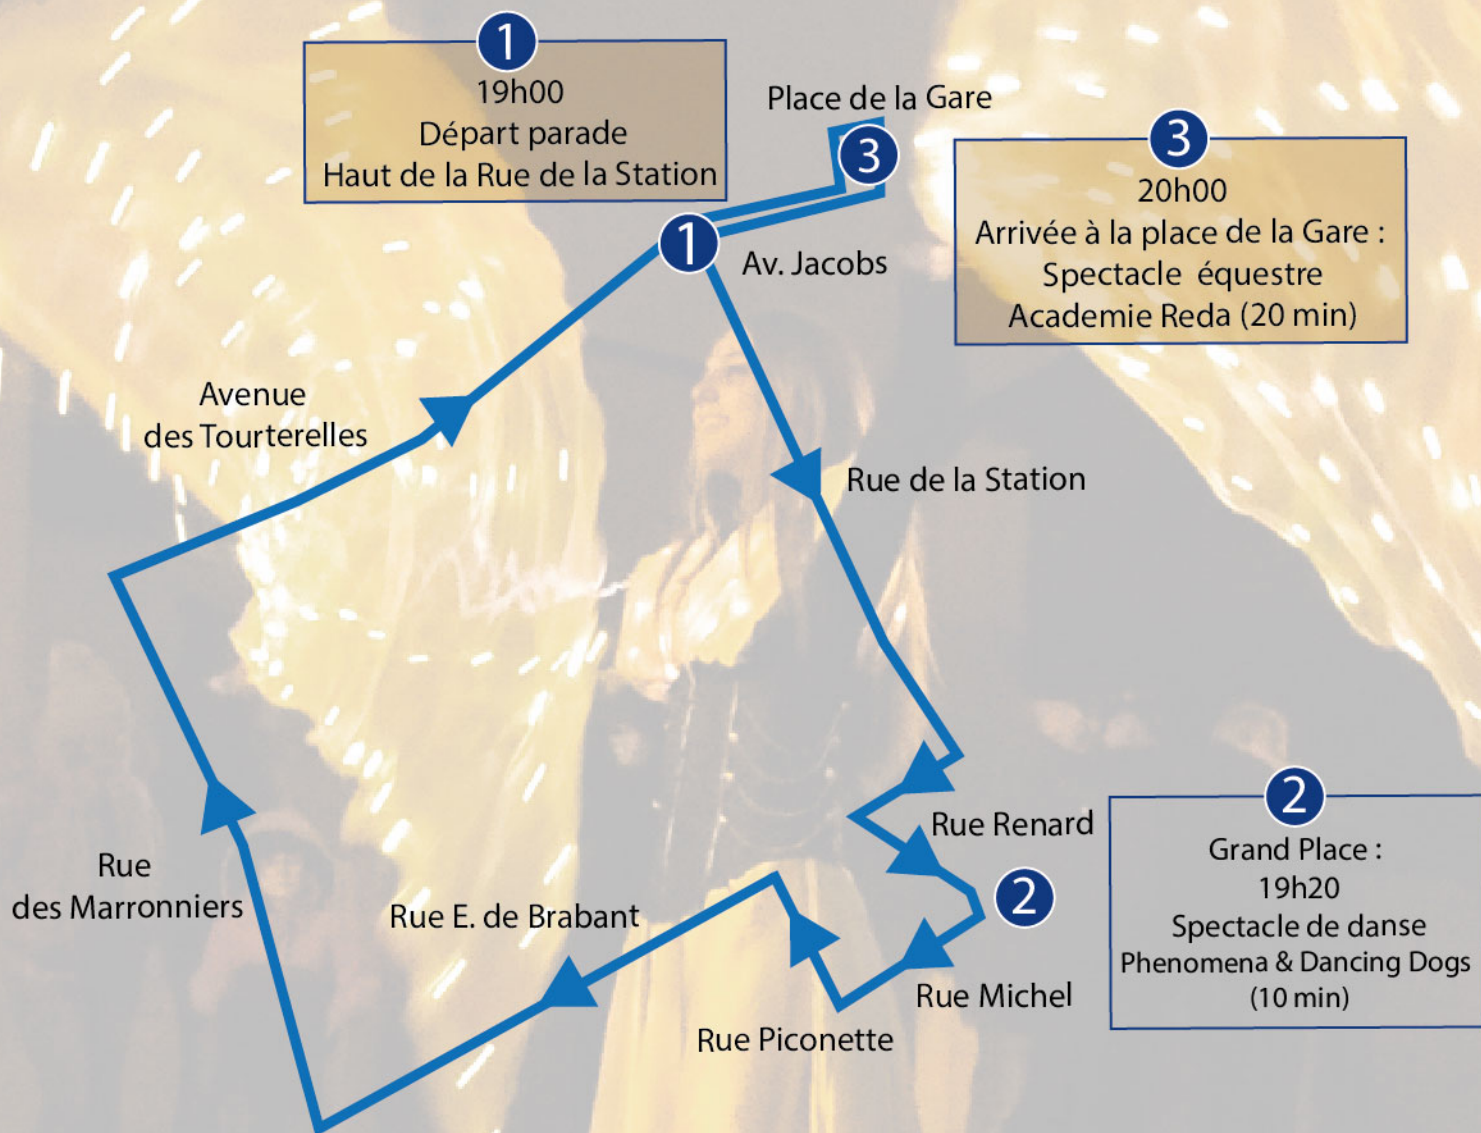 1
19h00
Départ parade
Haut de la Rue de la Station
Place de la Gare
3
3
20h00
Arrivée à la place de la Gare :
Spectacle équestre
Academie Reda (20 min)
1
Av. Jacobs
Avenue
des Tourterelles
Rue de la Station
Rue Renard
2
2
Grand Place :
19h20
Spectacle de danse
Phenomena & Dancing Dogs
(10 min)
Rue
des Marronniers
Rue E. de Brabant
Rue Michel
Rue Piconette